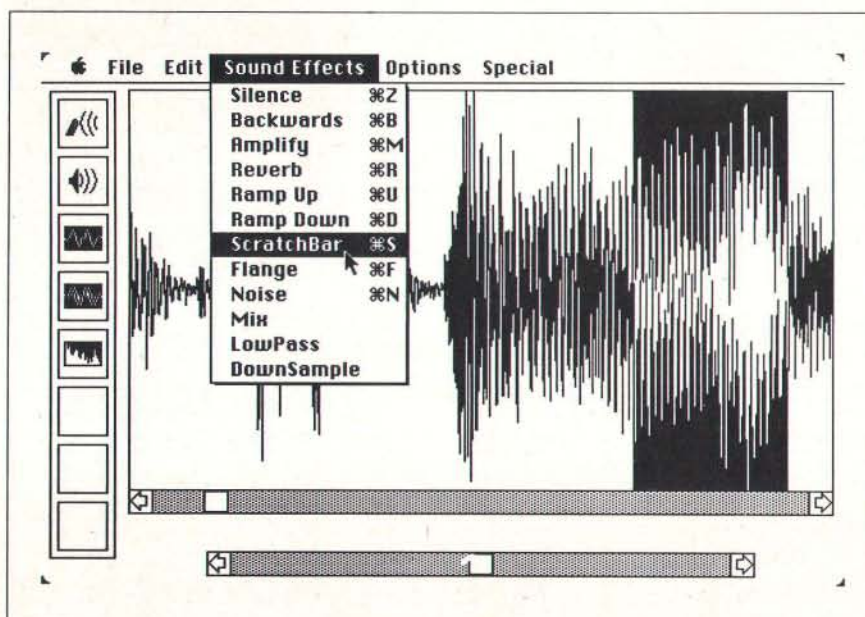 File Edit Sound Effects Options Special
Silence ⌘Z
Backwards ⌘B
Amplify ⌘M
Reverb ⌘R
Ramp Up ⌘U
Ramp Down ⌘D
ScratchBar ⌘S
Flange ⌘F
Noise ⌘N
Mix
LowPass
DownSample